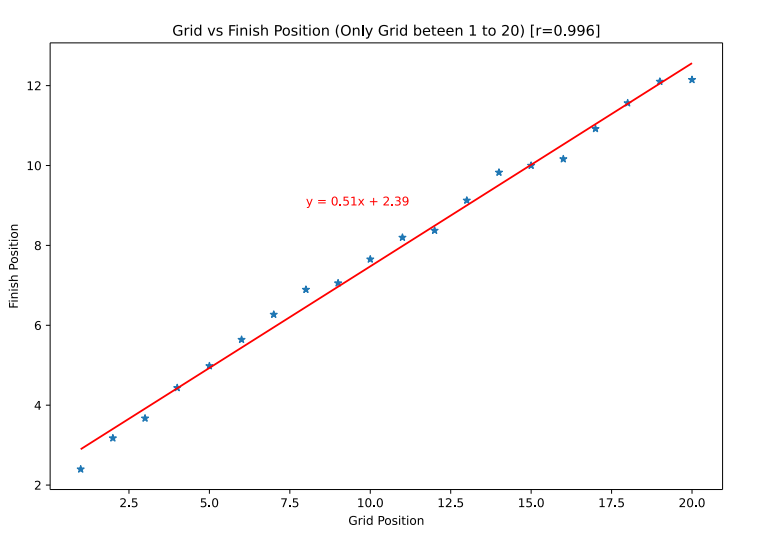 Grid vs Finish Position (Only Grid beteen 1 to 20) [r=0.996]
12
10
8
6
4
2
Finish Position
y = 0.51x + 2.39
2.5 5.0 7.5 10.0 12.5 15.0 17.5 20.0
Grid Position